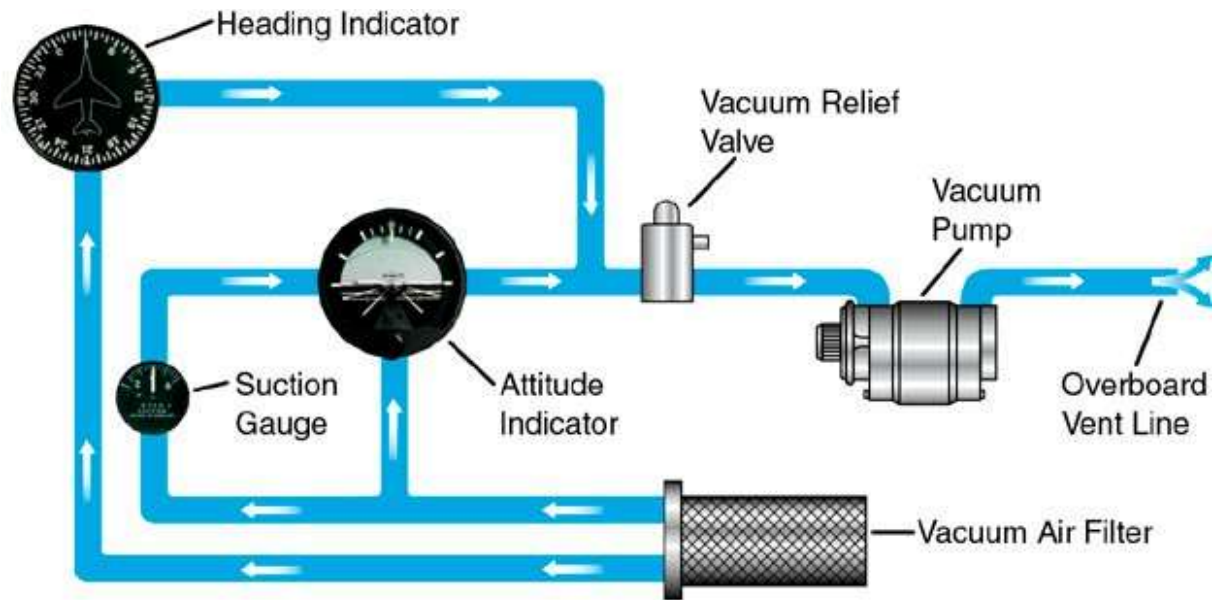 Heading Indicator
Vacuum Relief
Valve
Vacuum
Pump
Suction
Gauge
Attitude
Indicator
Overboard
Vent Line
Vacuum Air Filter